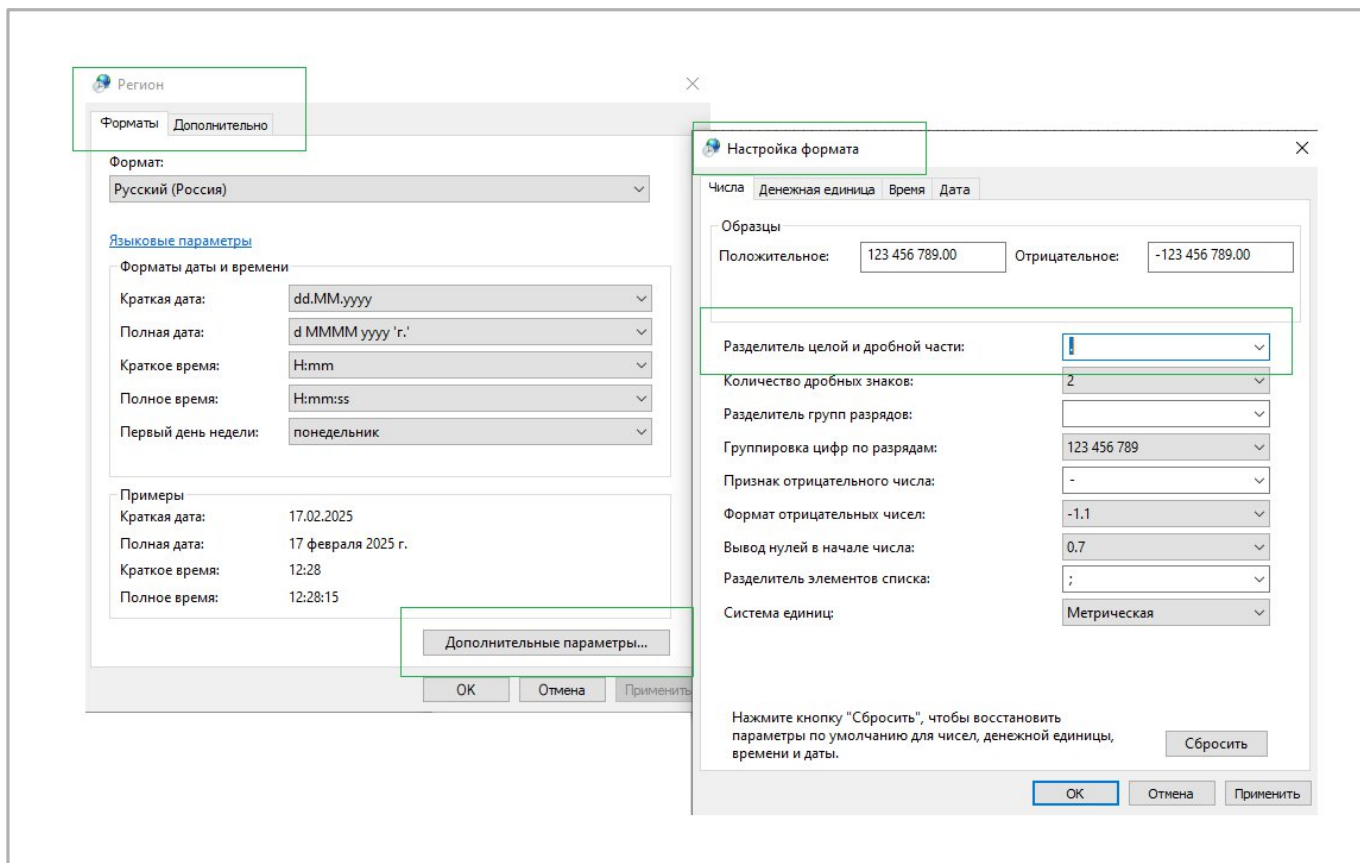 Регион
Форматы Дополнительно
Формат:
Русский (Россия)
Языковые параметры
Форматы даты и времени
Краткая дата: dd.MM.yyyy
Полная дата: d MMMM yyyy 'г.'
Краткое время: H:mm
Полное время: H:mm:ss
Первый день недели: понедельник
Примеры
Краткая дата: 17.02.2025
Полная дата: 17 февраля 2025 г.
Краткое время: 12:28
Полное время: 12:28:15
Дополнительные параметры...
ОК Отмена Применить
Настройка формата
Числа Денежная единица Время Дата
Образцы
Положительное: 123 456 789.00 Отрицательное: -123 456 789.00
Разделитель целой и дробной части: .
Количество дробных знаков: 2
Разделитель групп разрядов:
Группировка цифр по разрядам: 123 456 789
Признак отрицательного числа: -
Формат отрицательных чисел: -1.1
Вывод нулей в начале числа: 0.7
Разделитель элементов списка: ;
Система единиц: Метрическая
Нажмите кнопку "Сбросить", чтобы восстановить
параметры по умолчанию для чисел, денежной единицы,
времени и даты.
Сбросить
ОК Отмена Применить